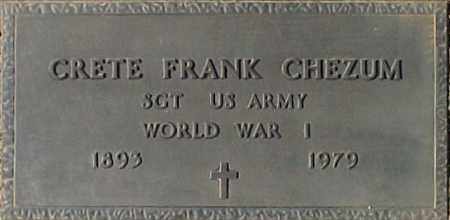 CRETE FRANK CHEZUM
SGT US ARMY
WORLD WAR I
1893 1979